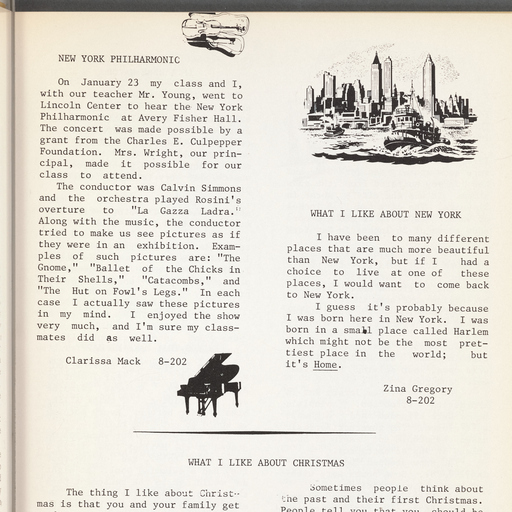 NEW YORK PHILHARMONIC
On January 23 my class and I,
with our teacher Mr. Young, went to
Lincoln Center to hear the New York
Philharmonic at Avery Fisher Hall.
The concert was made possible by a
grant from the Charles E. Culpepper
Foundation. Mrs. Wright, our prin-
cipal, made it possible for our
class to attend.
The conductor was Calvin Simmons
and the orchestra played Rosini's
overture to "La Gazza Ladra."
Along with the music, the conductor
tried to make us see pictures as if
they were in an exhibition. Exam-
ples of such pictures are: "The
Gnome," "Ballet of the Chicks in
Their Shells," "Catacombs," and
"The Hut on Fowl's Legs." In each
case I actually saw these pictures
in my mind. I enjoyed the show
very much, and I'm sure my class-
mates did as well.
Clarissa Mack 8-202
WHAT I LIKE ABOUT NEW YORK
I have been to many different
places that are much more beautiful
than New York, but if I had a
choice to live at one of these
places, I would want to come back
to New York.
I guess it's probably because
I was born here in New York. I was
born in a small place called Harlem
which might not be the most pret-
tiest place in the world; but
it's Home.
Zina Gregory
8-202
WHAT I LIKE ABOUT CHRISTMAS
The thing I like about Christ-
mas is that you and your family get
Sometimes people think about
the past and their first Christmas.
People tell you that you should be